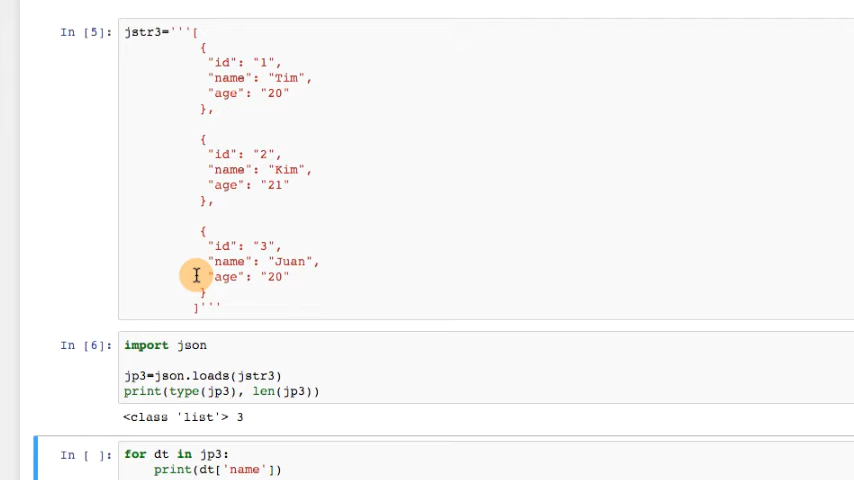 In [5]: jstr3='''[
{
"id": "1",
"name": "Tim",
"age": "20"
},
{
"id": "2",
"name": "Kim",
"age": "21"
},
{
"id": "3",
"name": "Juan",
"age": "20"
}
]'''
In [6]: import json
jp3=json.loads(jstr3)
print(type(jp3), len(jp3))
<class 'list'> 3
In [ ]: for dt in jp3:
print(dt['name'])